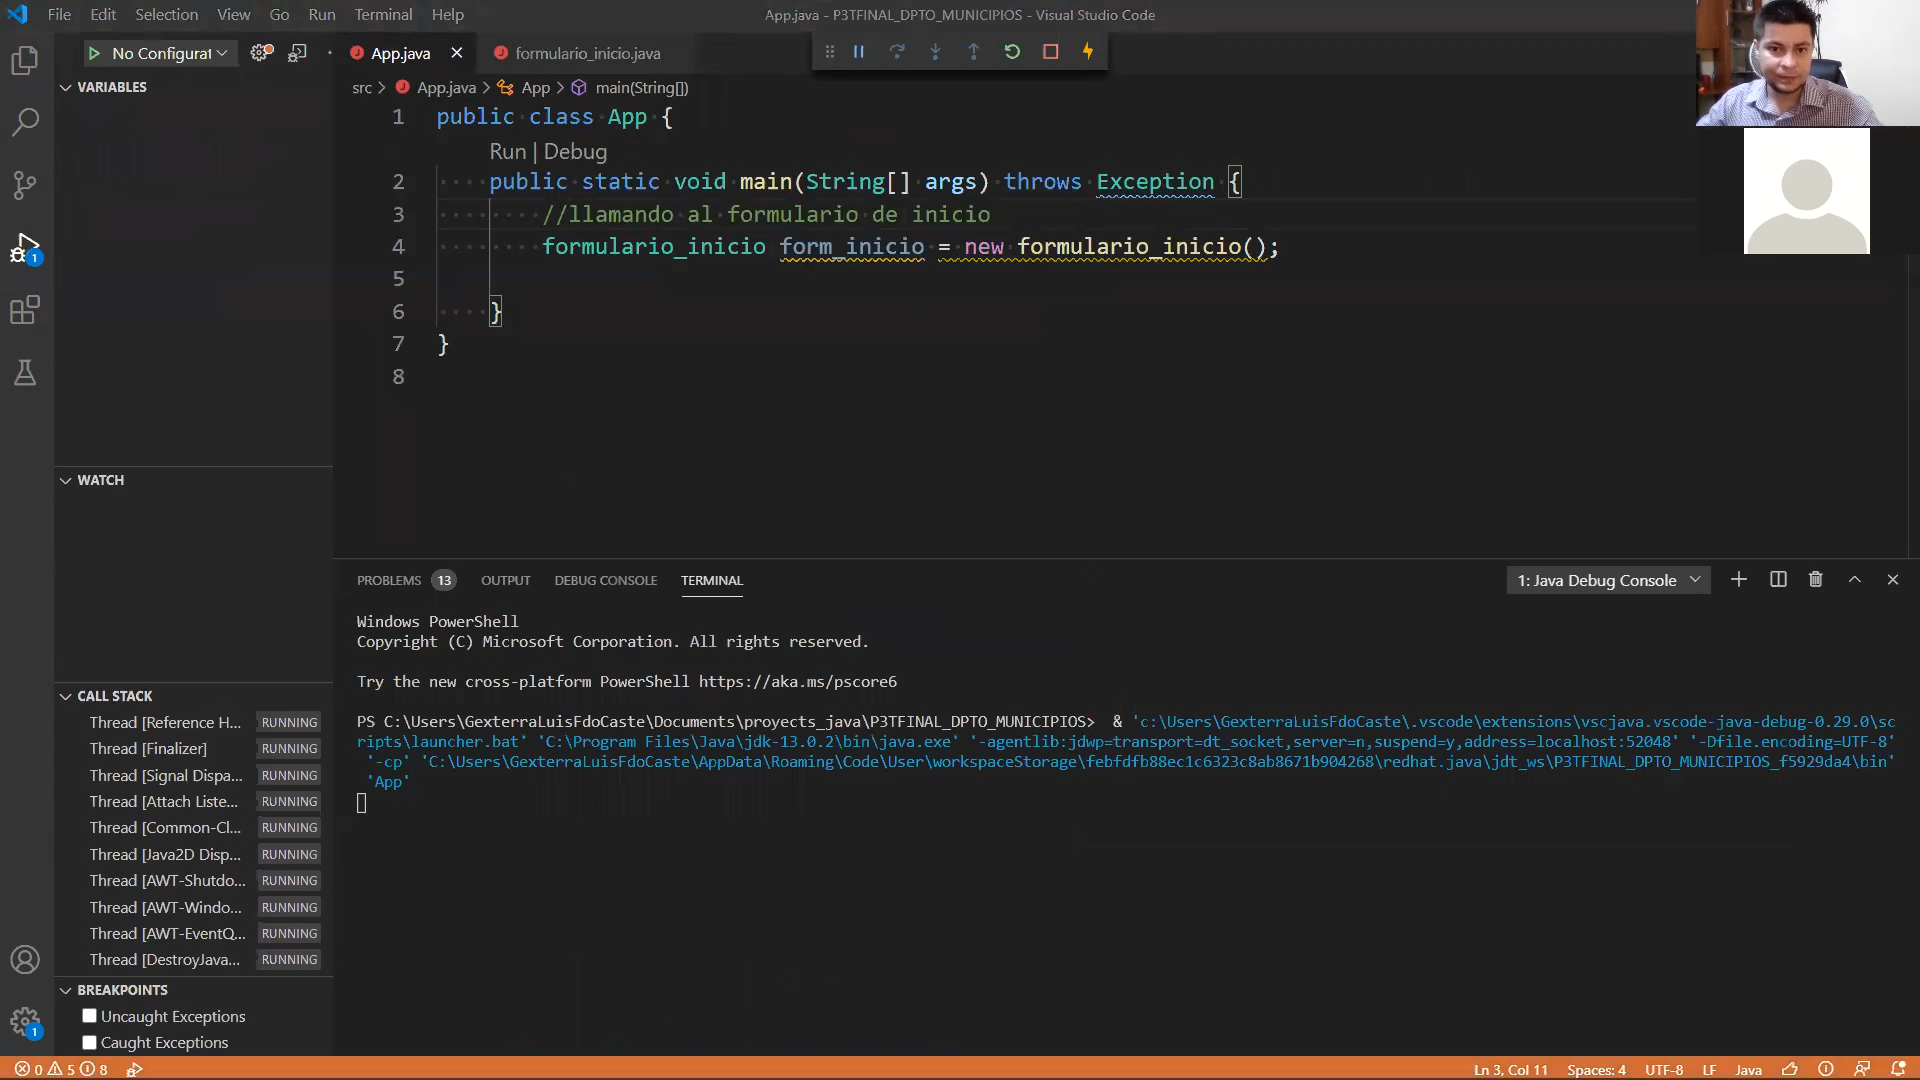 File Edit Selection View Go Run Terminal Help
App.java - P3TFINAL_DPTO_MUNICIPIOS - Visual Studio Code
No Configurat
App.java
formulario_inicio.java
VARIABLES
src > App.java > App > main(String[])
1 public class App {
Run | Debug
2 public static void main(String[] args) throws Exception {
3 //llamando al formulario de inicio
4 formulario_inicio form_inicio = new formulario_inicio();
5
6 }
7 }
8
WATCH
CALL STACK
Thread [Reference H... RUNNING
Thread [Finalizer] RUNNING
Thread [Signal Dispa... RUNNING
Thread [Attach Liste... RUNNING
Thread [Common-Cl... RUNNING
Thread [Java2D Disp... RUNNING
Thread [AWT-Shutdo... RUNNING
Thread [AWT-Windo... RUNNING
Thread [AWT-EventQ... RUNNING
Thread [DestroyJava... RUNNING
BREAKPOINTS
Uncaught Exceptions
Caught Exceptions
1
1
PROBLEMS 13 OUTPUT DEBUG CONSOLE TERMINAL
1: Java Debug Console
Windows PowerShell
Copyright (C) Microsoft Corporation. All rights reserved.
Try the new cross-platform PowerShell https://aka.ms/pscore6
PS C:\Users\GexterraLuisFdoCaste\Documents\proyects_java\P3TFINAL_DPTO_MUNICIPIOS> & 'c:\Users\GexterraLuisFdoCaste\.vscode\extensions\vscjava.vscode-java-debug-0.29.0\sc
ripts\launcher.bat' 'C:\Program Files\Java\jdk-13.0.2\bin\java.exe' '-agentlib:jdwp=transport=dt_socket,server=n,suspend=y,address=localhost:52048' '-Dfile.encoding=UTF-8'
'-cp' 'C:\Users\GexterraLuisFdoCaste\AppData\Roaming\Code\User\workspaceStorage\febfdfb88ec1c6323c8ab8671b904268\redhat.java\jdt_ws\P3TFINAL_DPTO_MUNICIPIOS_f5929da4\bin'
'App'
0 5 8
Ln 3, Col 11 Spaces: 4 UTF-8 LF Java